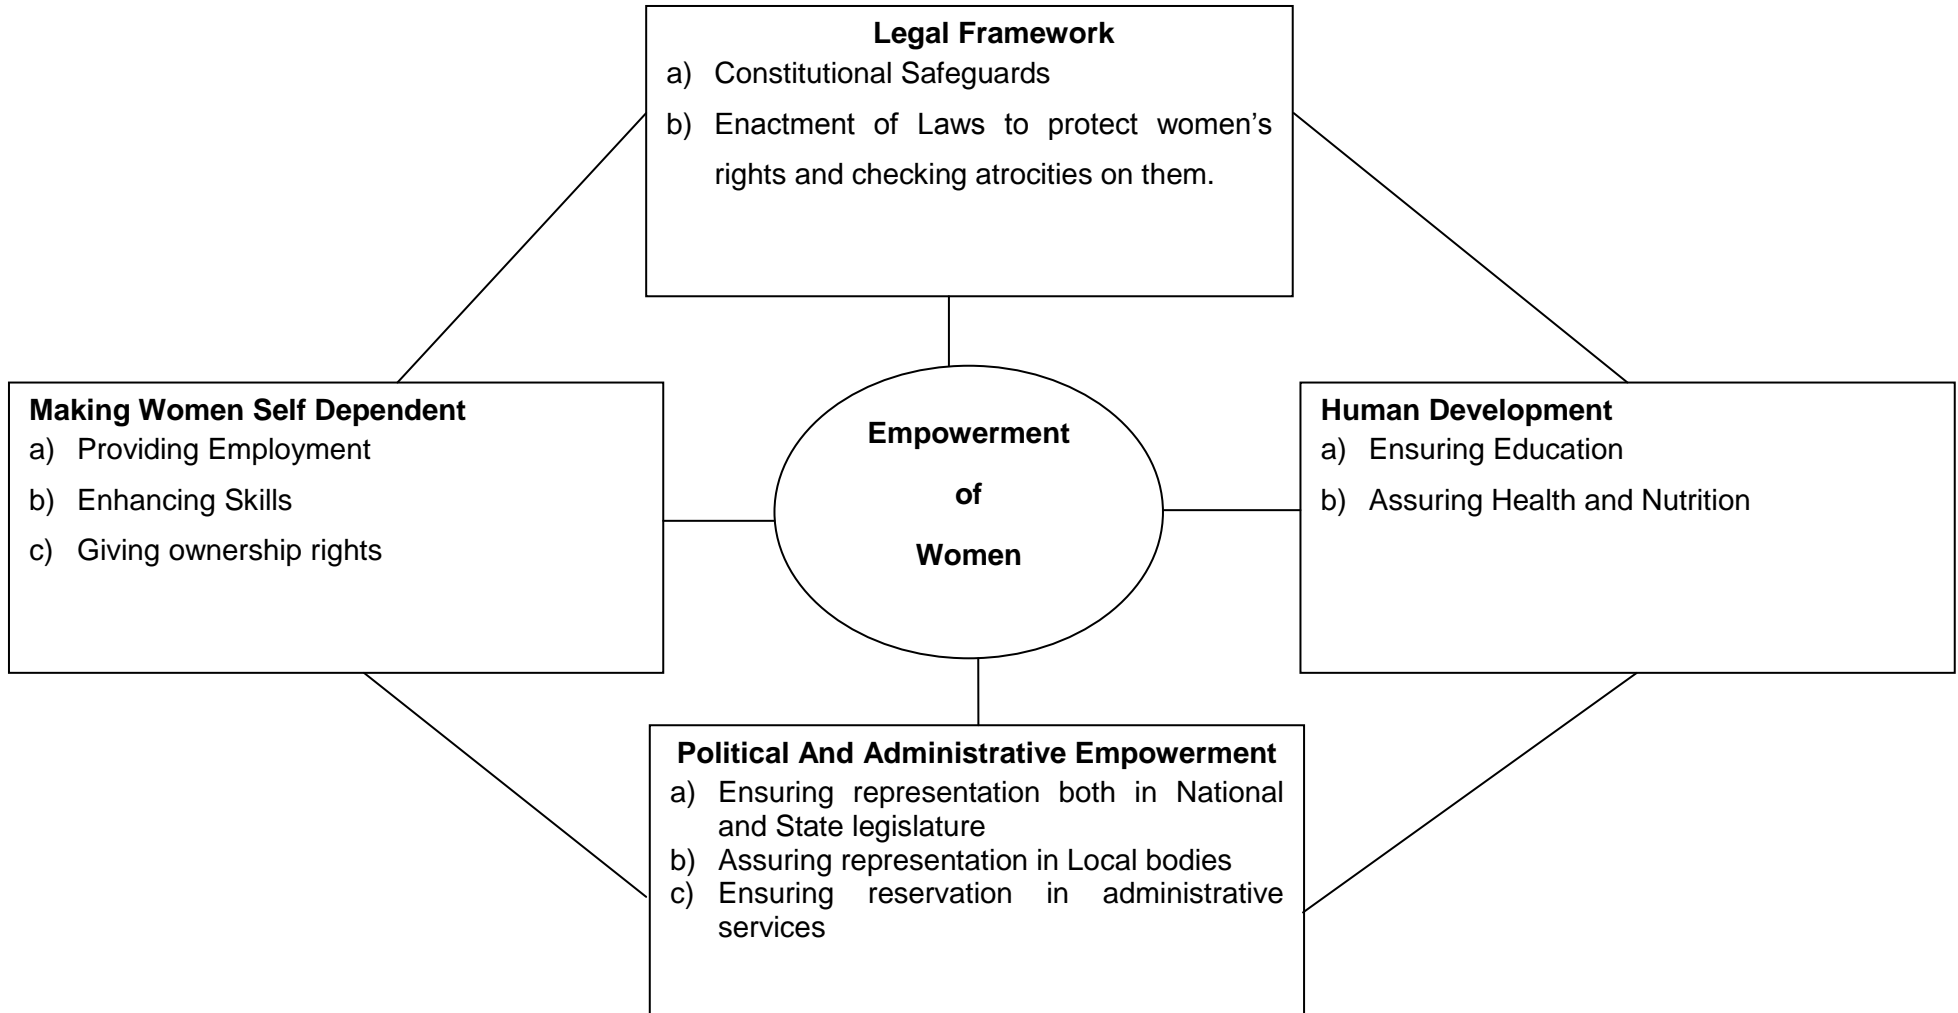 Legal Framework
a) Constitutional Safeguards
b) Enactment of Laws to protect women’s
rights and checking atrocities on them.
Making Women Self Dependent
a) Providing Employment
b) Enhancing Skills
c) Giving ownership rights
Empowerment
of
Women
Human Development
a) Ensuring Education
b) Assuring Health and Nutrition
Political And Administrative Empowerment
a) Ensuring representation both in National
and State legislature
b) Assuring representation in Local bodies
c) Ensuring reservation in administrative
services